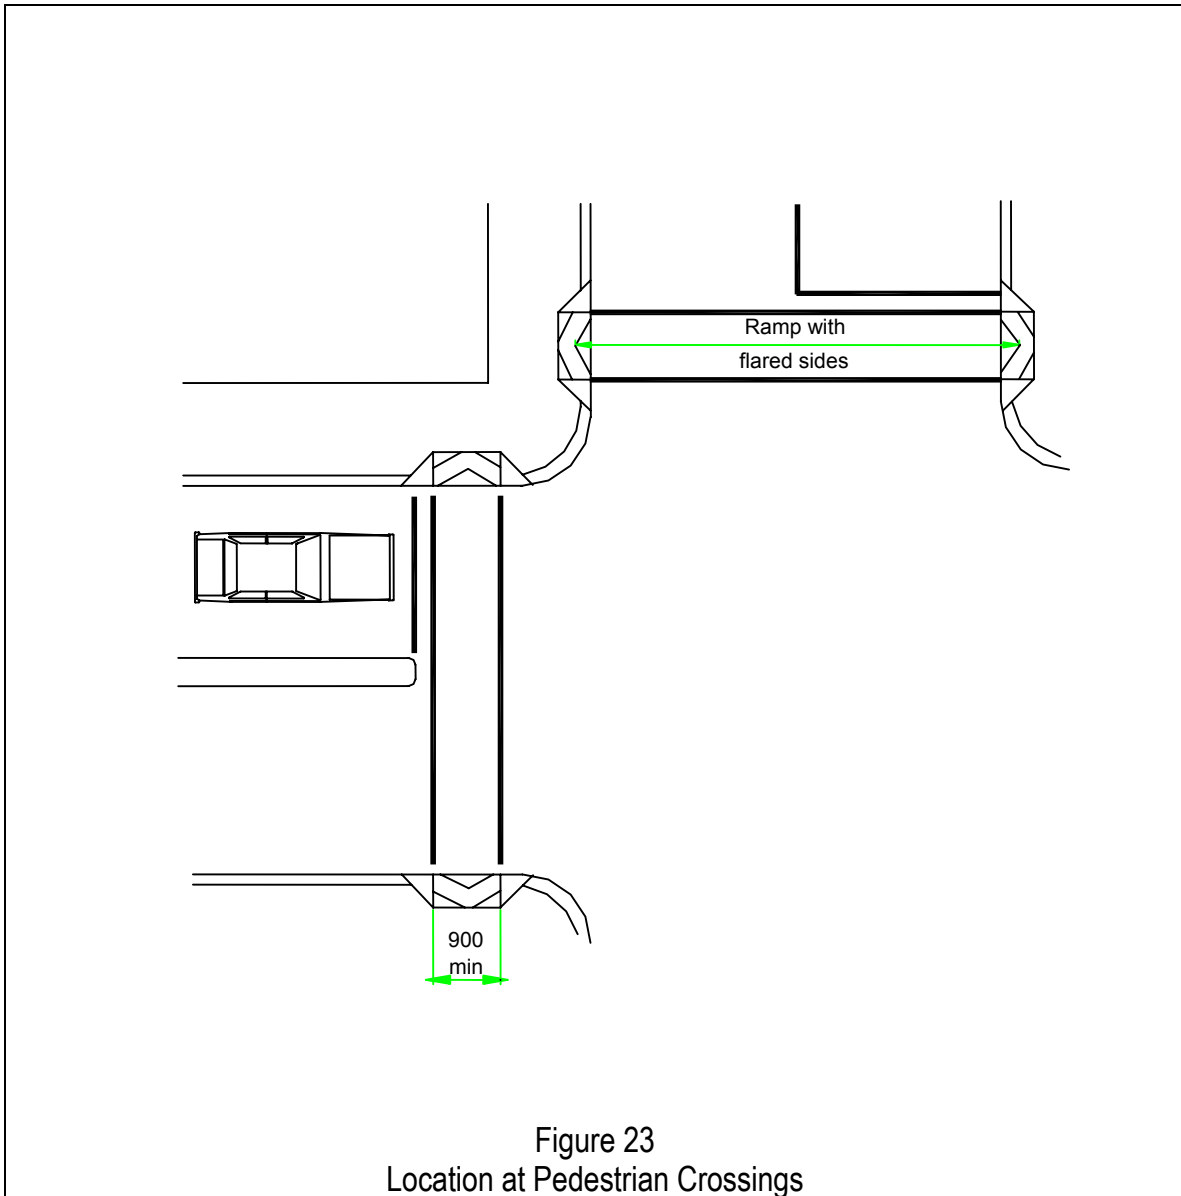 Ramp with
flared sides
900
min
Figure 23
Location at Pedestrian Crossings